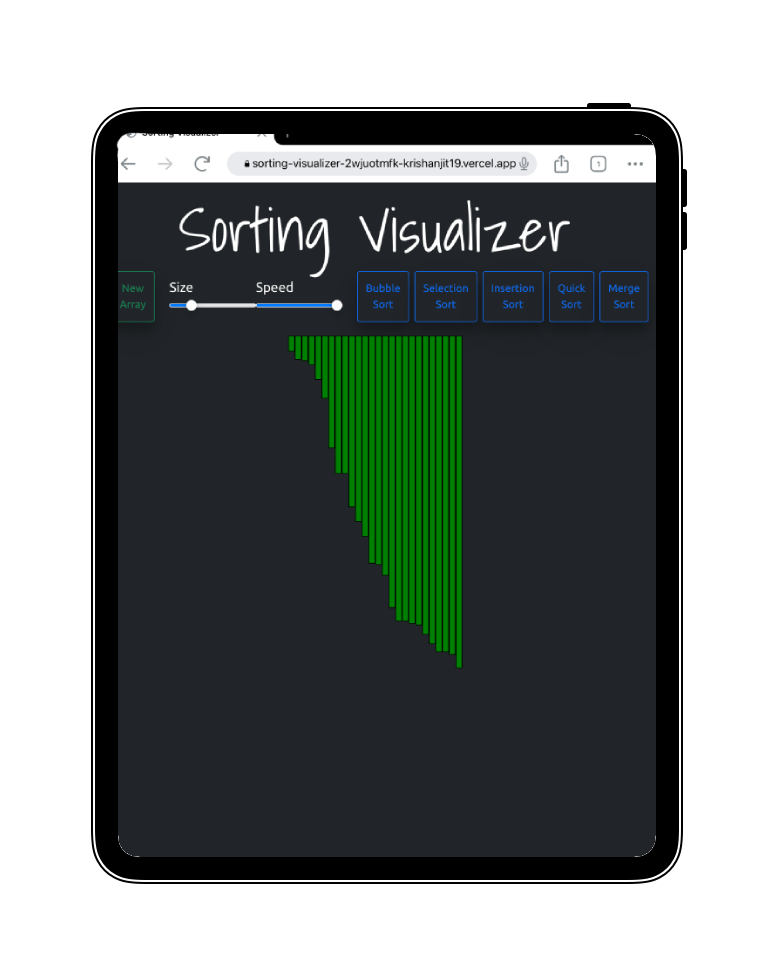 Sorting Visualizer
sorting-visualizer-2wjuotmfk-krishanjit19.vercel.app
1
Sorting Visualizer
New Array
Size
Speed
Bubble Sort
Selection Sort
Insertion Sort
Quick Sort
Merge Sort